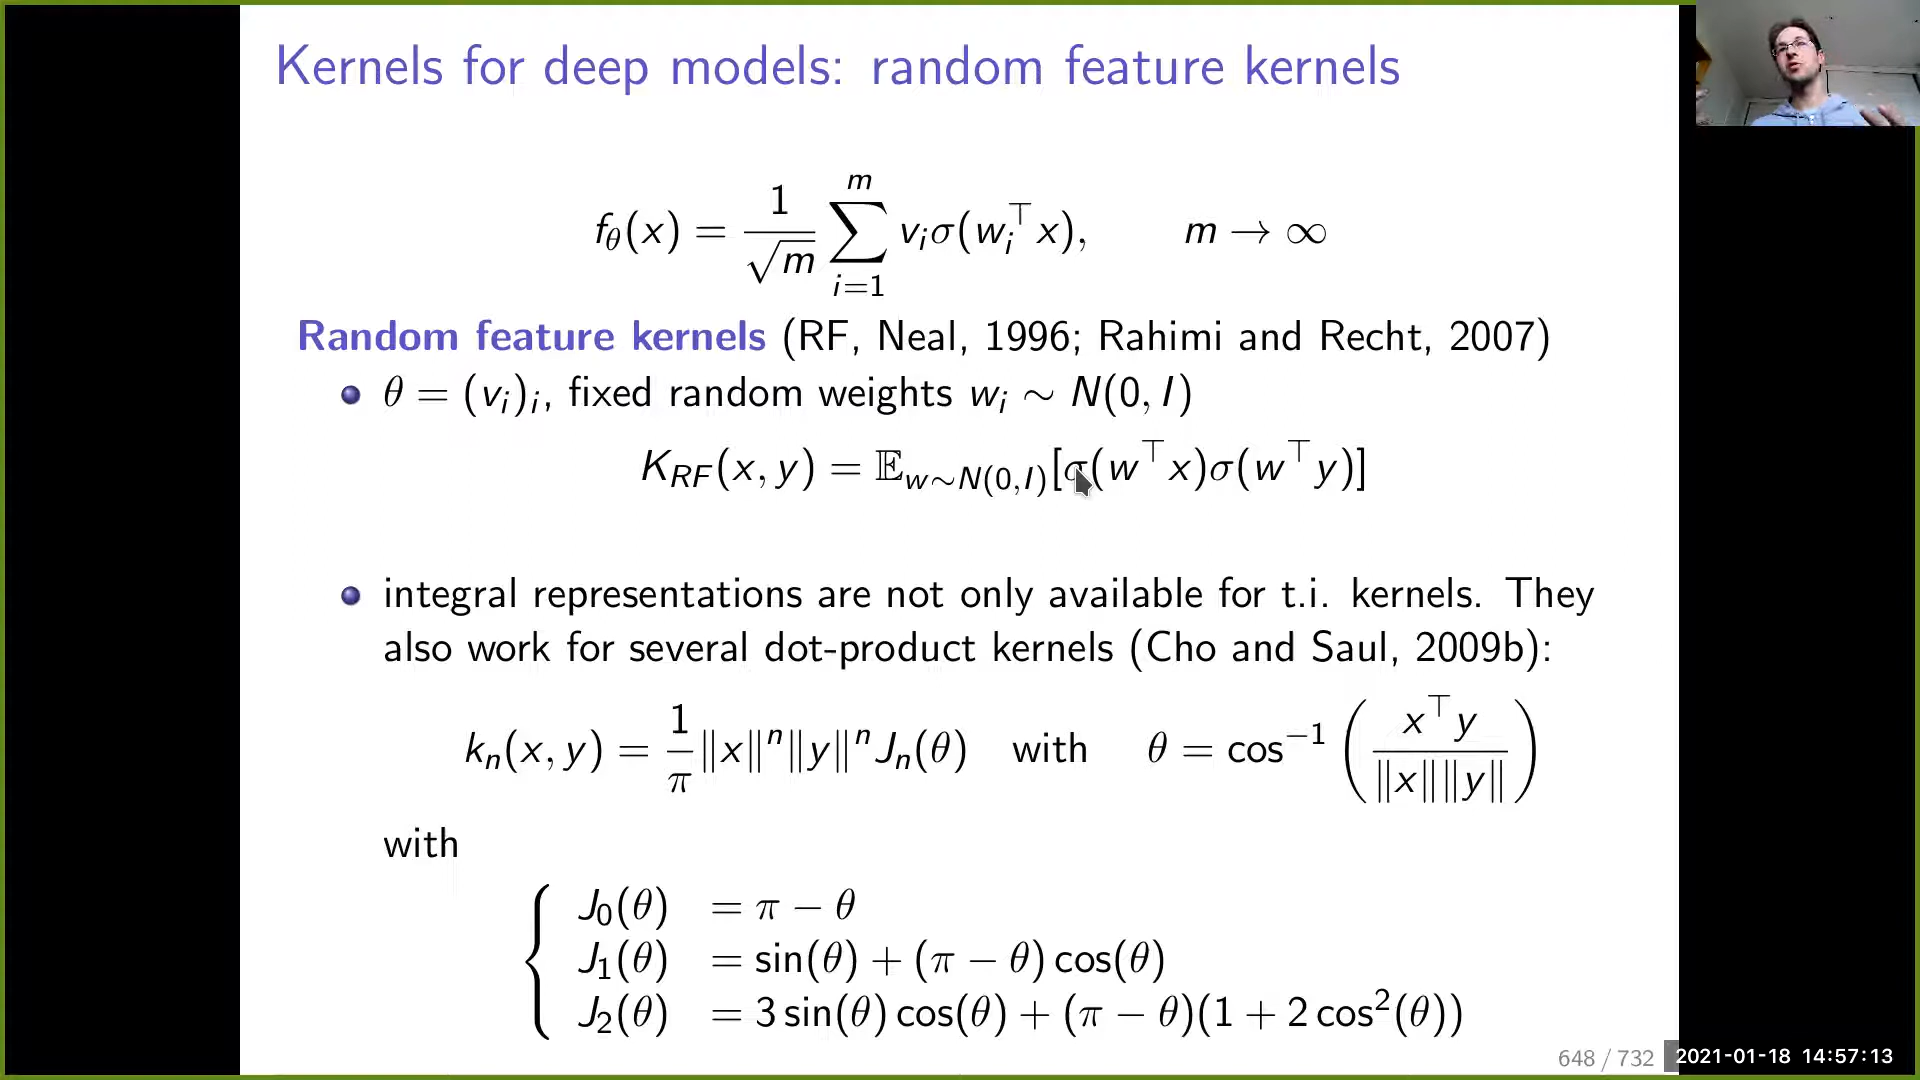 Kernels for deep models: random feature kernels
f_θ(x) = 1/√m ∑_{i=1}^{m} v_i σ(w_i^⊤ x), m → ∞
Random feature kernels (RF, Neal, 1996; Rahimi and Recht, 2007)
θ = (v_i)_i, fixed random weights w_i ∼ N(0, I)
K_{RF}(x, y) = 𝔼_{w∼N(0,I)}[σ(w^⊤ x)σ(w^⊤ y)]
integral representations are not only available for t.i. kernels. They
also work for several dot-product kernels (Cho and Saul, 2009b):
k_n(x, y) = 1/π ‖x‖^n ‖y‖^n J_n(θ) with θ = cos^{−1} (x^⊤ y / ‖x‖‖y‖)
with
J_0(θ) = π − θ
J_1(θ) = sin(θ) + (π − θ) cos(θ)
J_2(θ) = 3 sin(θ) cos(θ) + (π − θ)(1 + 2 cos^2(θ))
648 / 732
2021-01-18 14:57:13